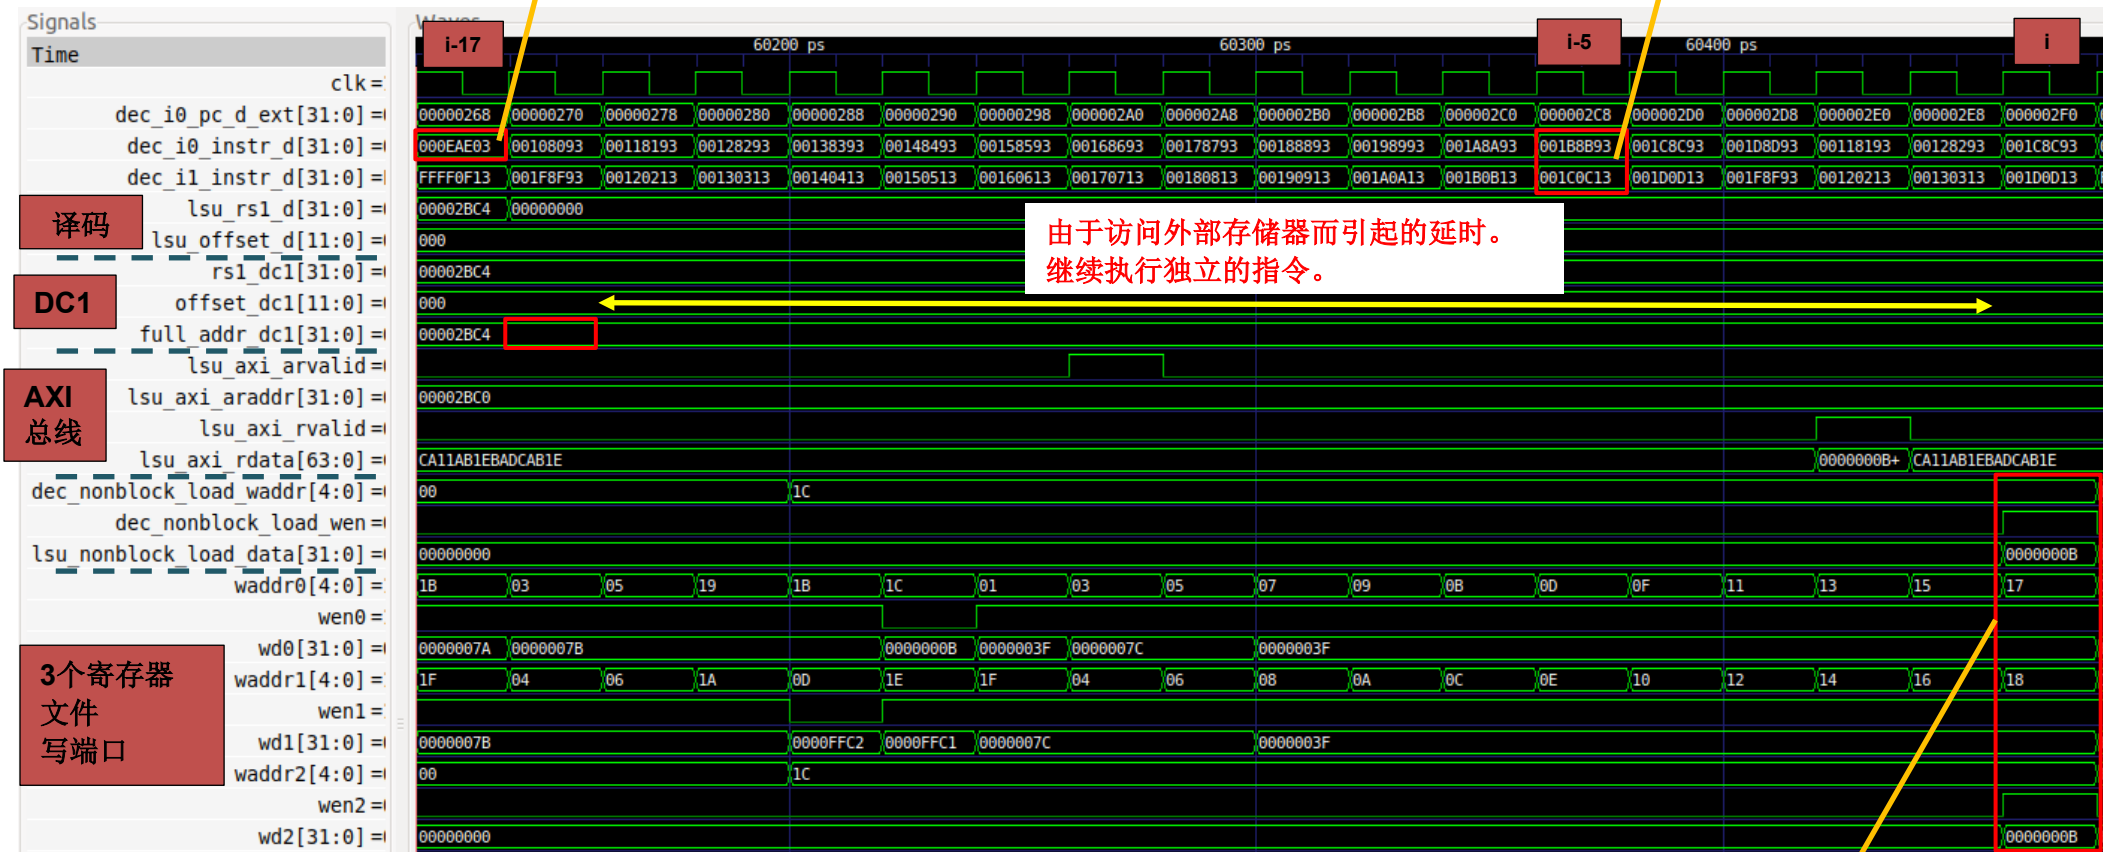 Signals
Waves
Time
i-17
60200 ps
60300 ps
i-5
60400 ps
i
clk=
dec_i0_pc_d_ext[31:0]=
00000268 00000270 00000278 00000280 00000288 00000290 00000298 000002A0 000002A8 000002B0 000002B8 000002C0 000002C8 000002D0 000002D8 000002E0 000002E8 000002F0
dec_i0_instr_d[31:0]=
000EAE03 00108093 00118193 00128293 00138393 00148493 00158593 00168693 00178793 00188893 00198993 001A8A93 001B8B93 001C8C93 001D8D93 00118193 00128293 001C8C93
dec_i1_instr_d[31:0]=
FFFF0F13 001F8F93 00120213 00130313 00140413 00150513 00160613 00170713 00180813 00190913 001A0A13 001B0B13 001C0C13 001D0D13 001F8F93 00120213 00130313 001D0D13
译码
lsu_rs1_d[31:0]=
00002BC4 00000000
lsu_offset_d[11:0]=
000
由于访问外部存储器而引起的延时。
继续执行独立的指令。
DC1
rs1_dc1[31:0]=
00002BC4
offset_dc1[11:0]=
000
full_addr_dc1[31:0]=
00002BC4
AXI
总线
lsu_axi_arvalid=
lsu_axi_araddr[31:0]=
00002BC0
lsu_axi_rvalid=
lsu_axi_rdata[63:0]=
CA11AB1EBADCAB1E 0000000B+ CA11AB1EBADCAB1E
dec_nonblock_load_waddr[4:0]=
00 1C
dec_nonblock_load_wen=
lsu_nonblock_load_data[31:0]=
00000000 0000000B
3个寄存器
文件
写端口
waddr0[4:0]=
1B 03 05 19 1B 1C 01 03 05 07 09 0B 0D 0F 11 13 15 17
wen0=
wd0[31:0]=
0000007A 0000007B 0000000B 0000003F 0000007C 0000003F
waddr1[4:0]=
1F 04 06 1A 0D 1E 1F 04 06 08 0A 0C 0E 10 12 14 16 18
wen1=
wd1[31:0]=
0000007B 0000FFC2 0000FFC1 0000007C 0000003F
waddr2[4:0]=
00 1C
wen2=
wd2[31:0]=
00000000 0000000B